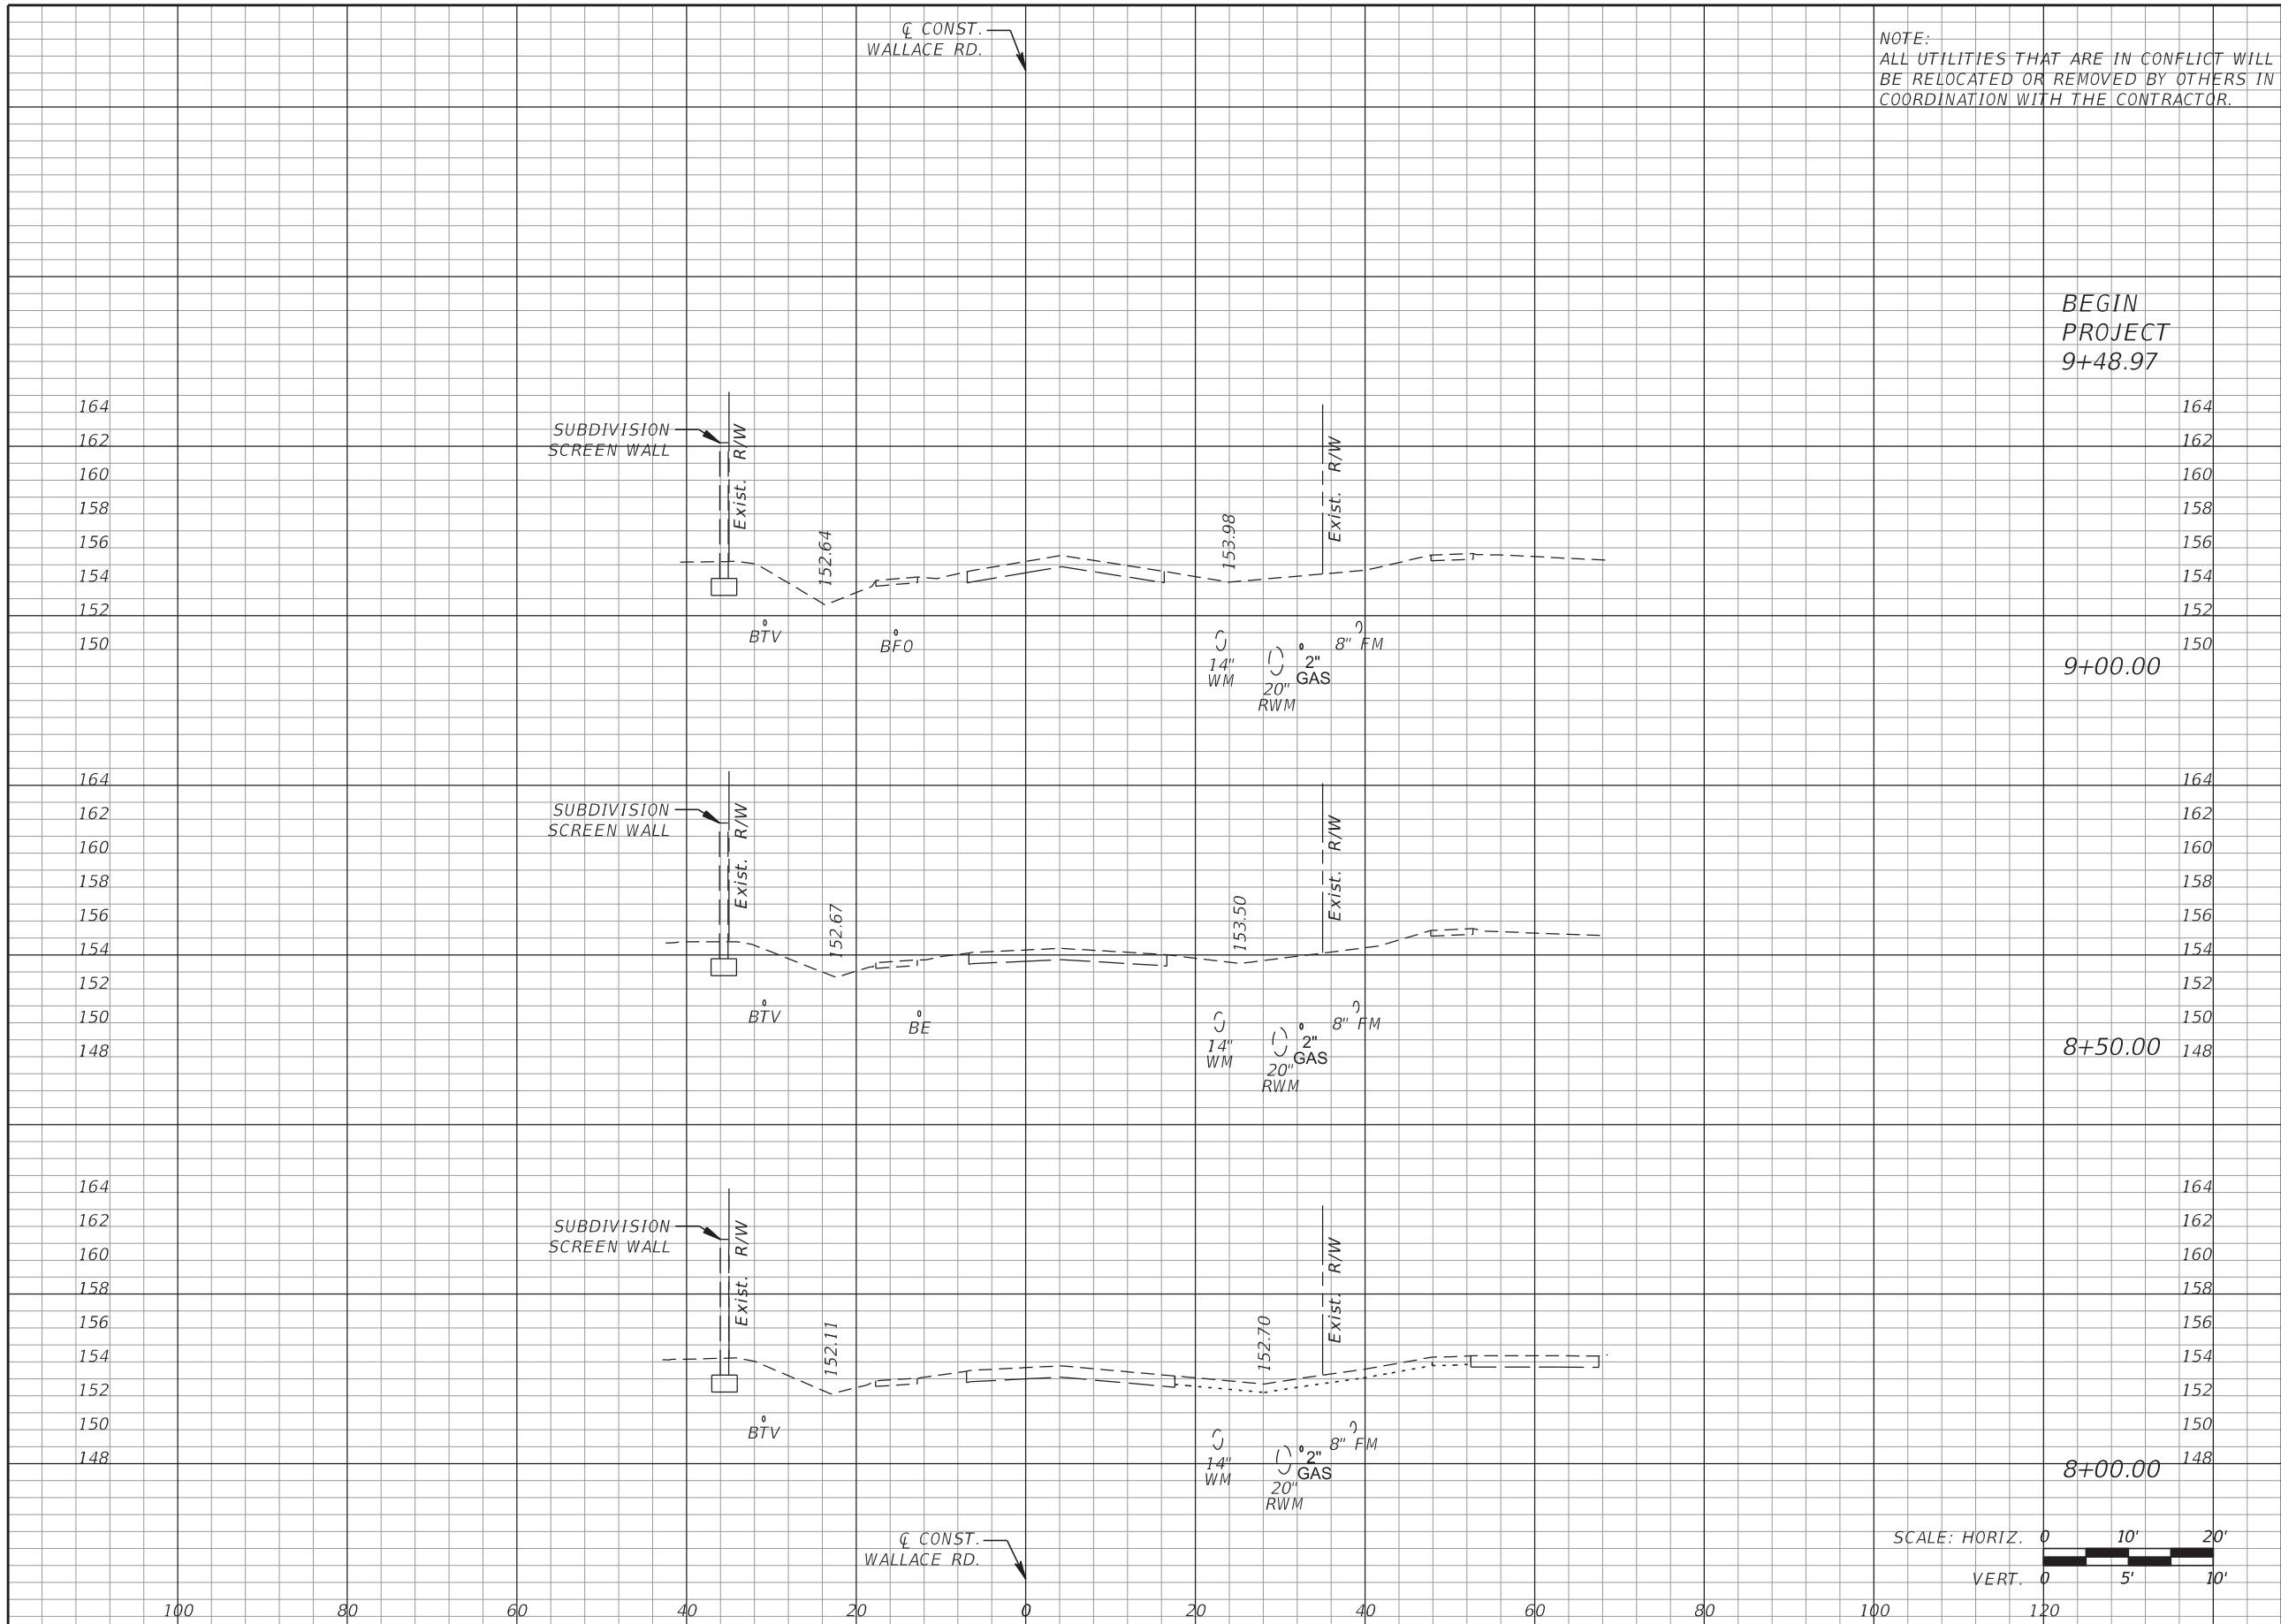 ℄ CONST.
WALLACE RD.
NOTE:
ALL UTILITIES THAT ARE IN CONFLICT WILL
BE RELOCATED OR REMOVED BY OTHERS IN
COORDINATION WITH THE CONTRACTOR.
BEGIN
PROJECT
9+48.97
164 164
SUBDIVISION
SCREEN WALL
Exist. R/W
Exist. R/W
162 162
160 160
158 158
156 156
152.64
153.98
154 154
152 152
150 150
BTV
BFO
14"
WM
20"
RWM
2"
GAS
8" FM
9+00.00
164 164
SUBDIVISION
SCREEN WALL
Exist. R/W
Exist. R/W
162 162
160 160
158 158
156 156
152.67
153.50
154 154
152 152
150 150
BTV
BE
14"
WM
20"
RWM
2"
GAS
8" FM
148 148
8+50.00
164 164
SUBDIVISION
SCREEN WALL
Exist. R/W
Exist. R/W
162 162
160 160
158 158
156 156
152.11
152.70
154 154
152 152
150 150
BTV
14"
WM
20"
RWM
2"
GAS
8" FM
148 148
8+00.00
℄ CONST.
WALLACE RD.
SCALE: HORIZ. 0 10' 20'
VERT. 0 5' 10'
100 80 60 40 20 0 20 40 60 80 100 120